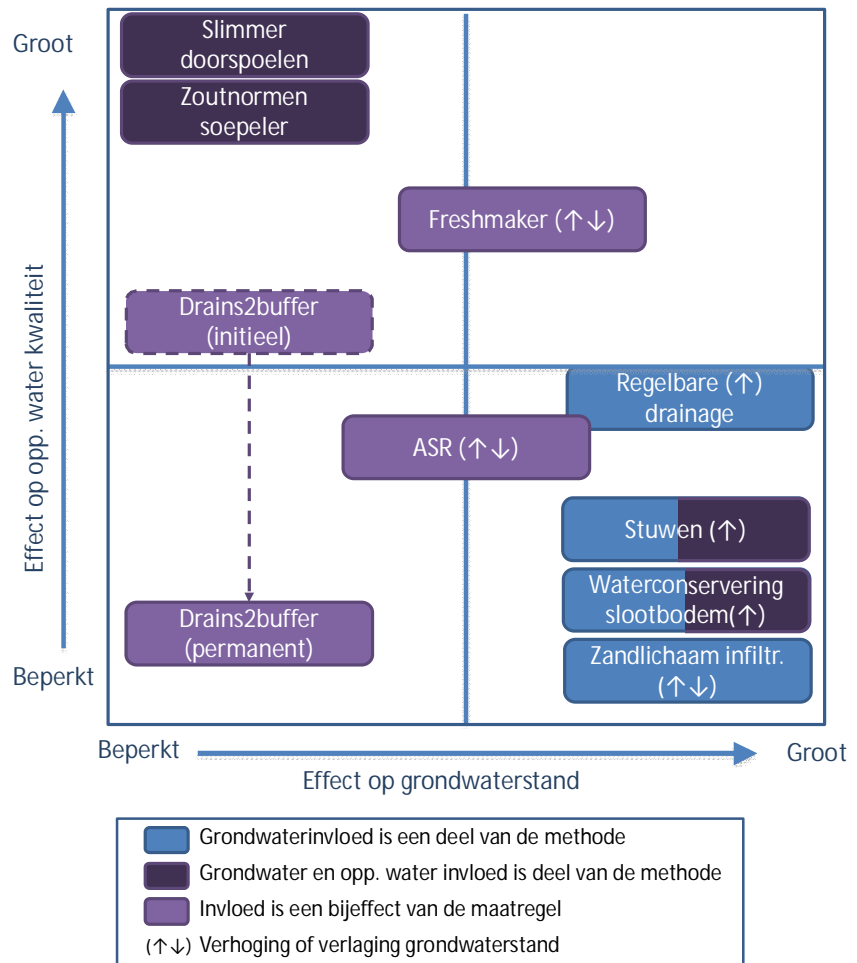 Groot
Slimmer
doorspoelen
Zoutnormen
soepeler
Freshmaker (↑↓)
Effect op opp. water kwaliteit
Drains2buffer
(initieel)
Regelbare (↑)
drainage
ASR (↑↓)
Stuwen (↑)
Waterconservering
slootbodem(↑)
Drains2buffer
(permanent)
Zandlichaam infiltr.
(↑↓)
Beperkt
Beperkt
Groot
Effect op grondwaterstand
Grondwaterinvloed is een deel van de methode
Grondwater en opp. water invloed is deel van de methode
Invloed is een bijeffect van de maatregel
(↑↓) Verhoging of verlaging grondwaterstand